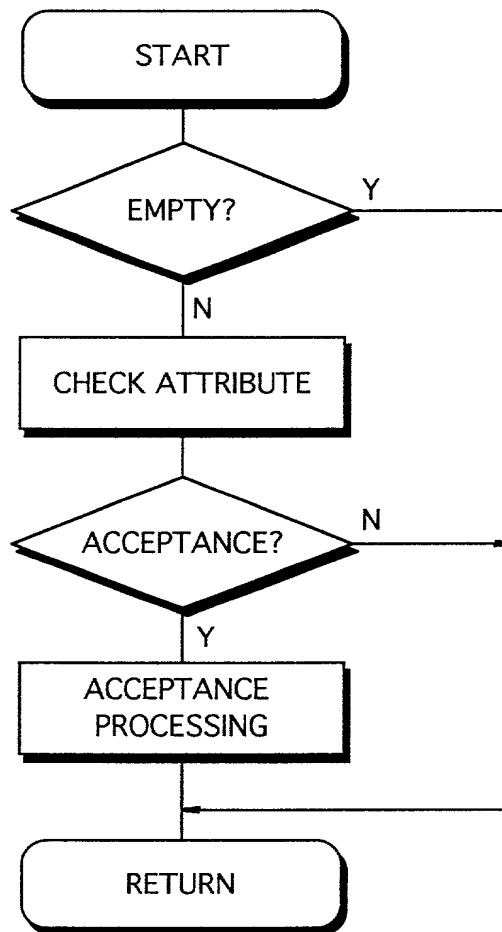 START
EMPTY?
Y
N
CHECK ATTRIBUTE
ACCEPTANCE?
N
Y
ACCEPTANCE
PROCESSING
RETURN